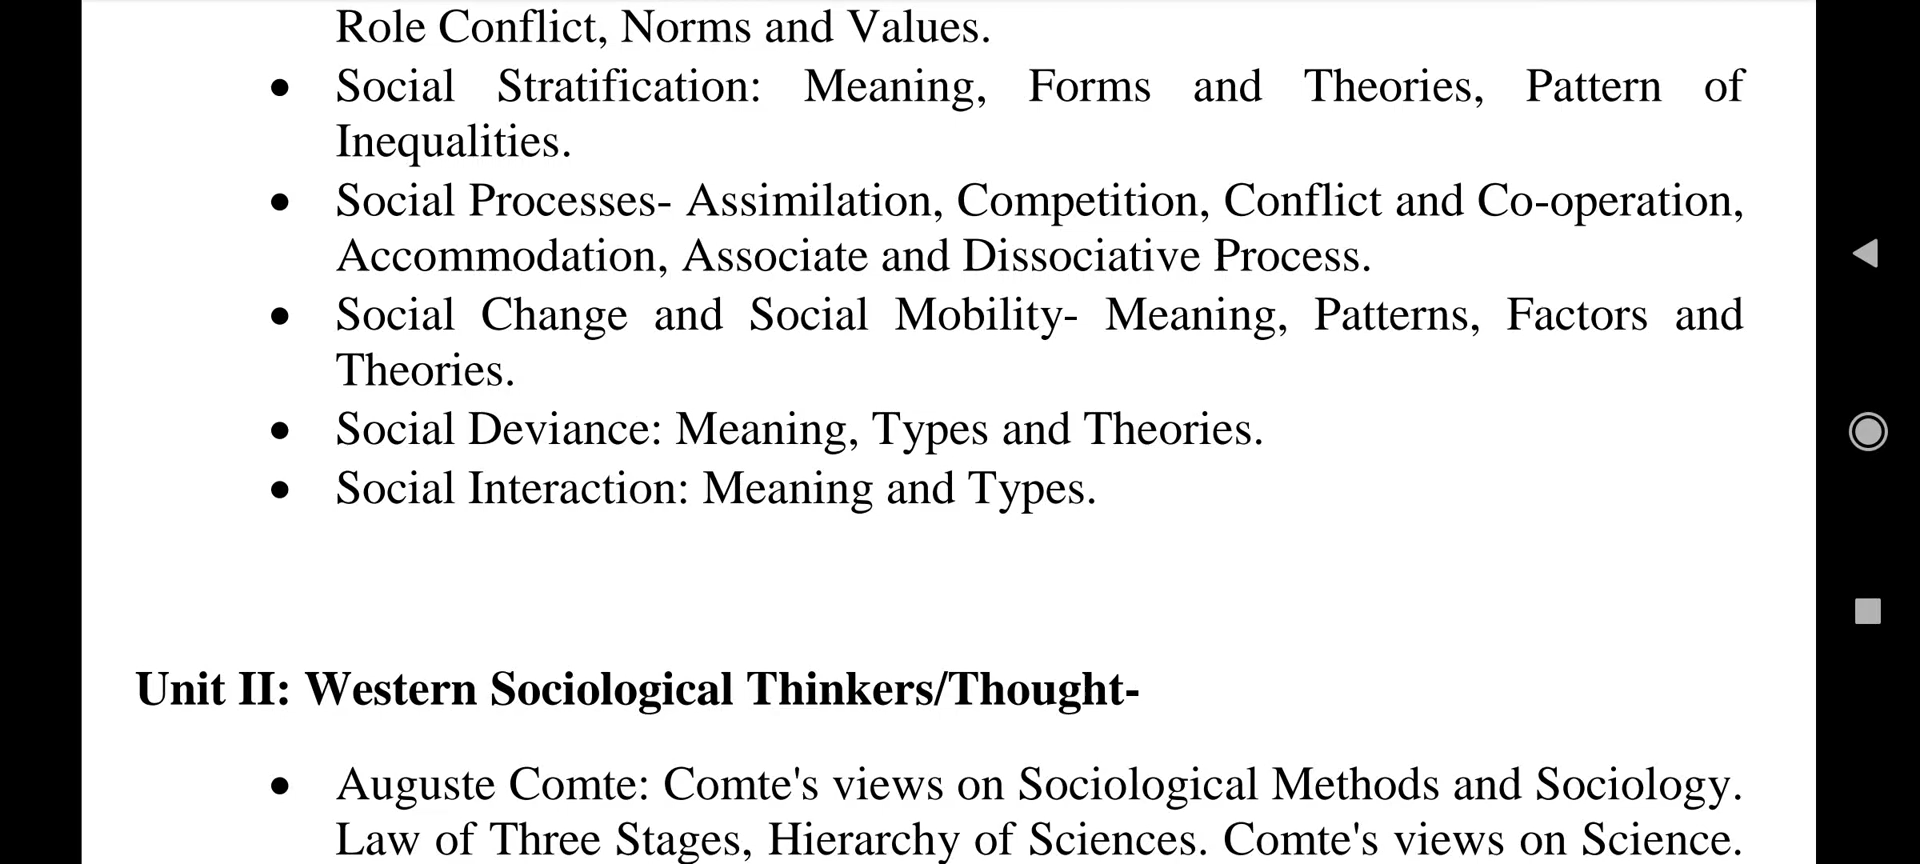 Role Conflict, Norms and Values.
• Social Stratification: Meaning, Forms and Theories, Pattern of
Inequalities.
• Social Processes- Assimilation, Competition, Conflict and Co-operation,
Accommodation, Associate and Dissociative Process.
• Social Change and Social Mobility- Meaning, Patterns, Factors and
Theories.
• Social Deviance: Meaning, Types and Theories.
• Social Interaction: Meaning and Types.
Unit II: Western Sociological Thinkers/Thought-
• Auguste Comte: Comte's views on Sociological Methods and Sociology.
Law of Three Stages, Hierarchy of Sciences. Comte's views on Science.